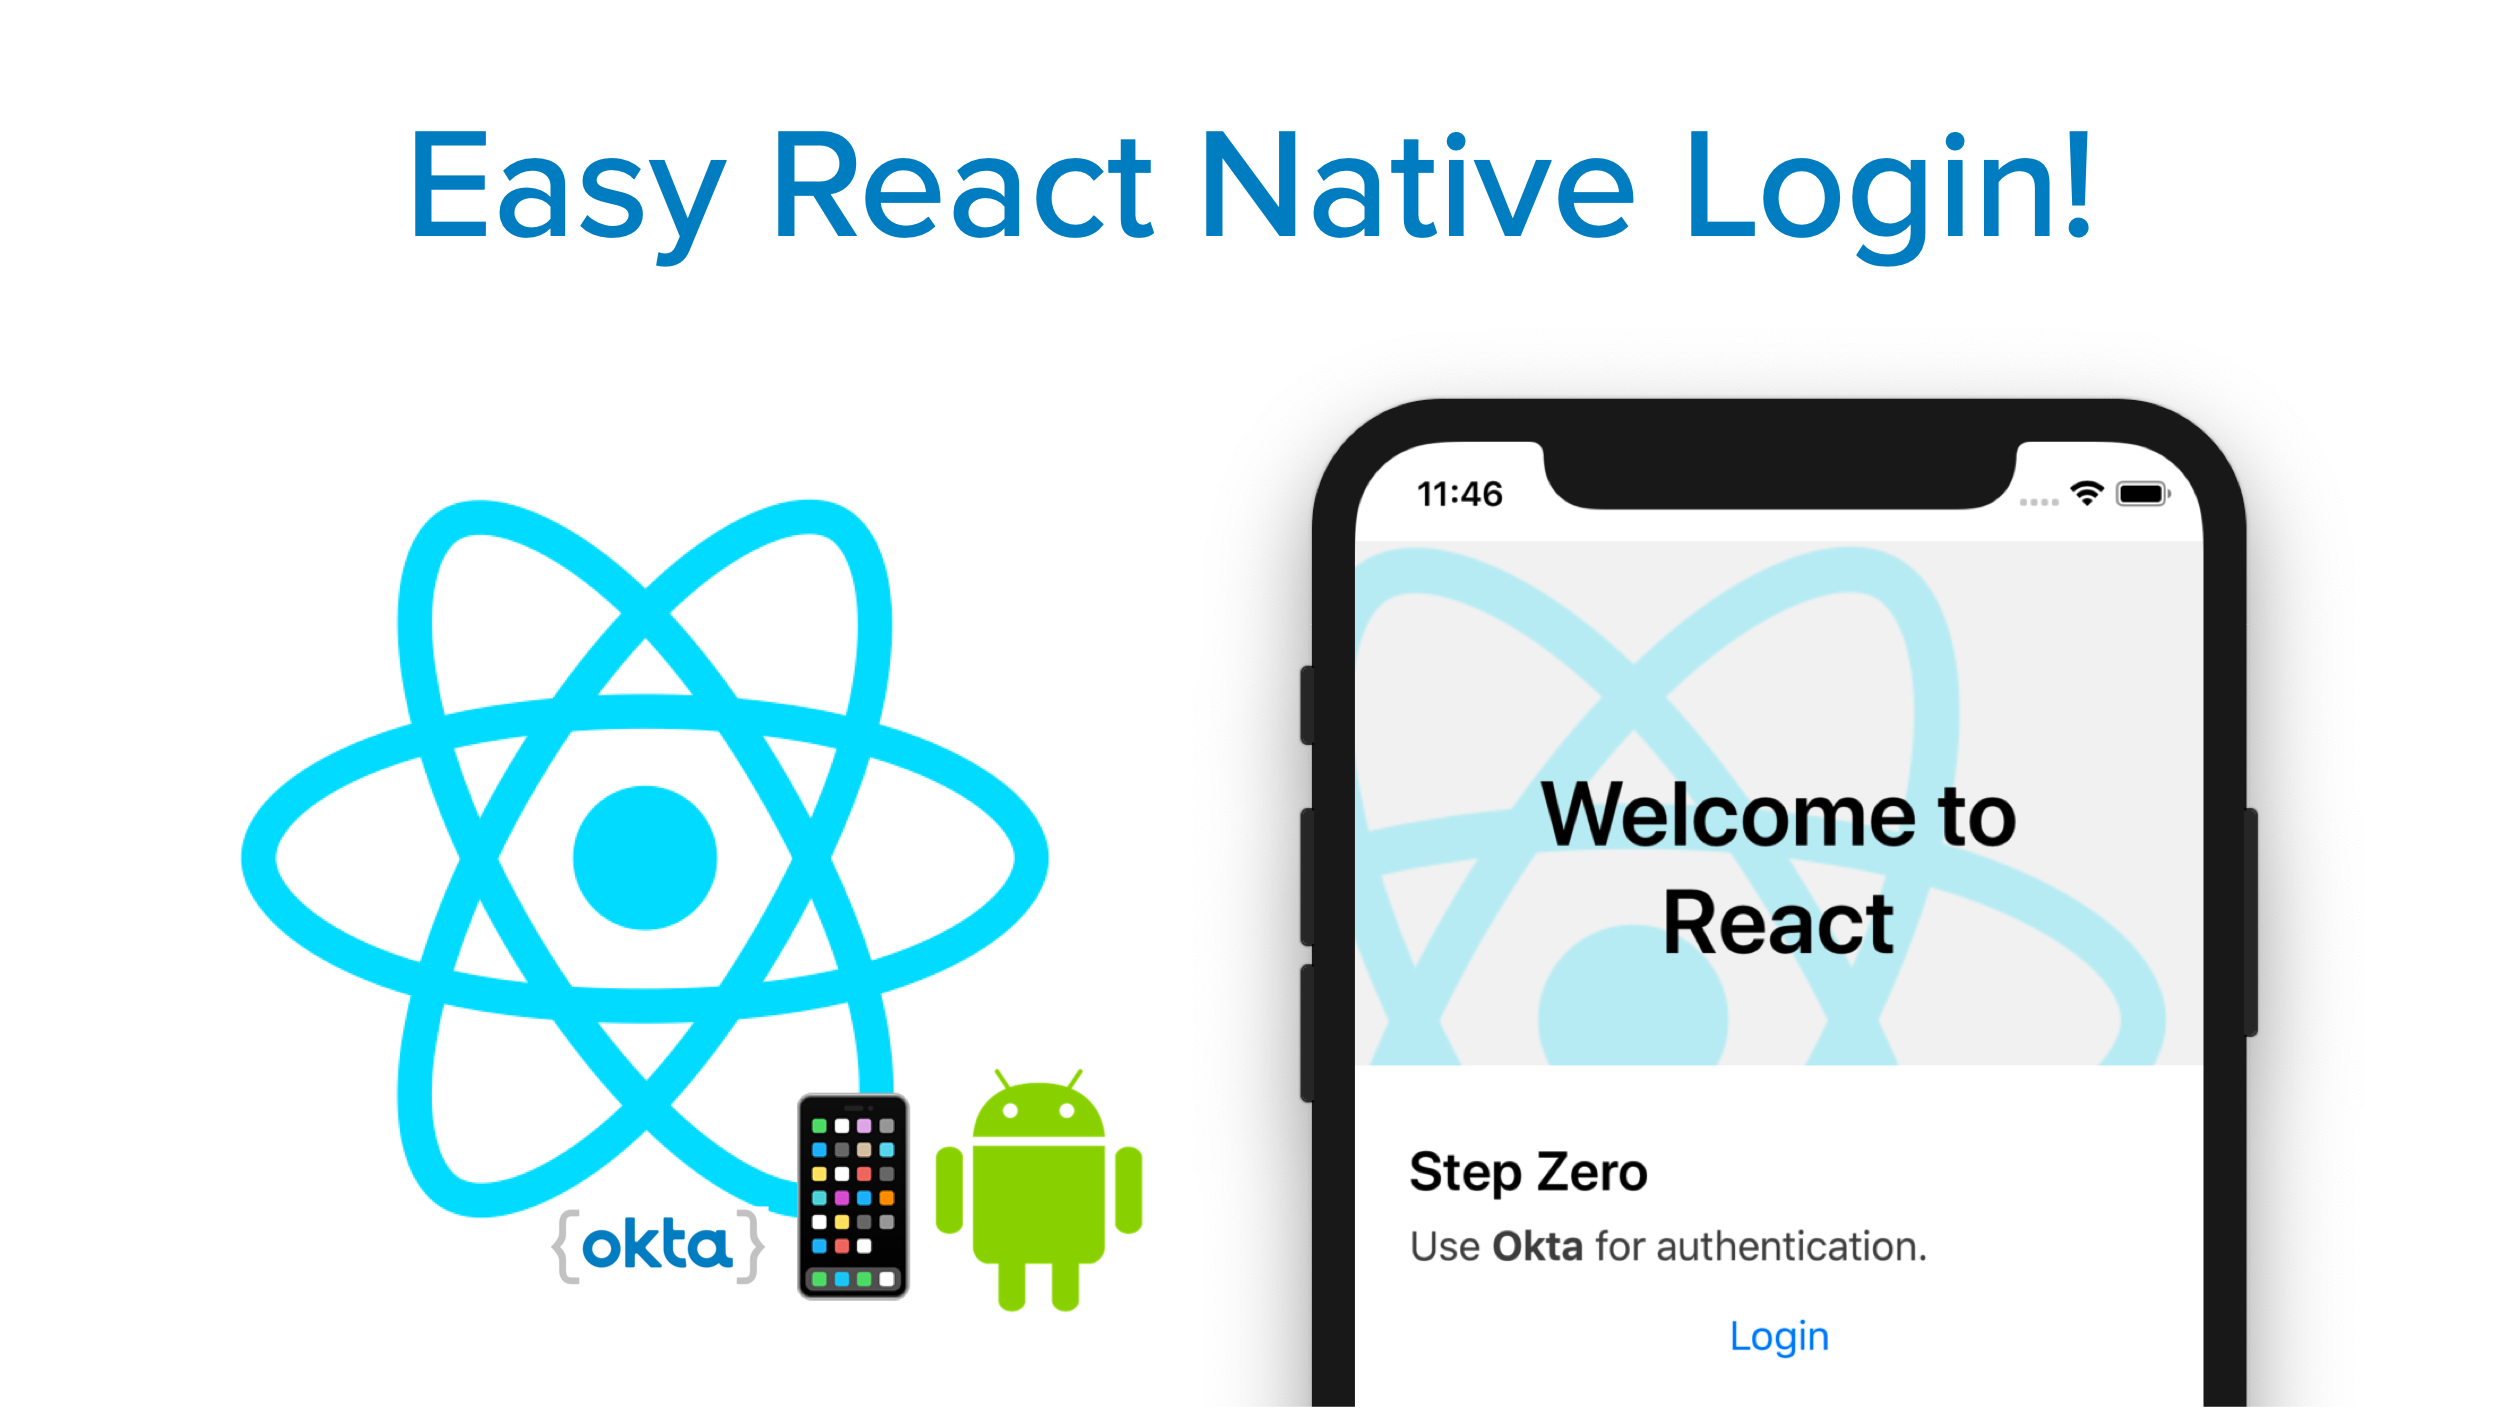 Easy React Native Login!
11:46
Welcome to
React
Step Zero
Use Okta for authentication.
Login
{okta}